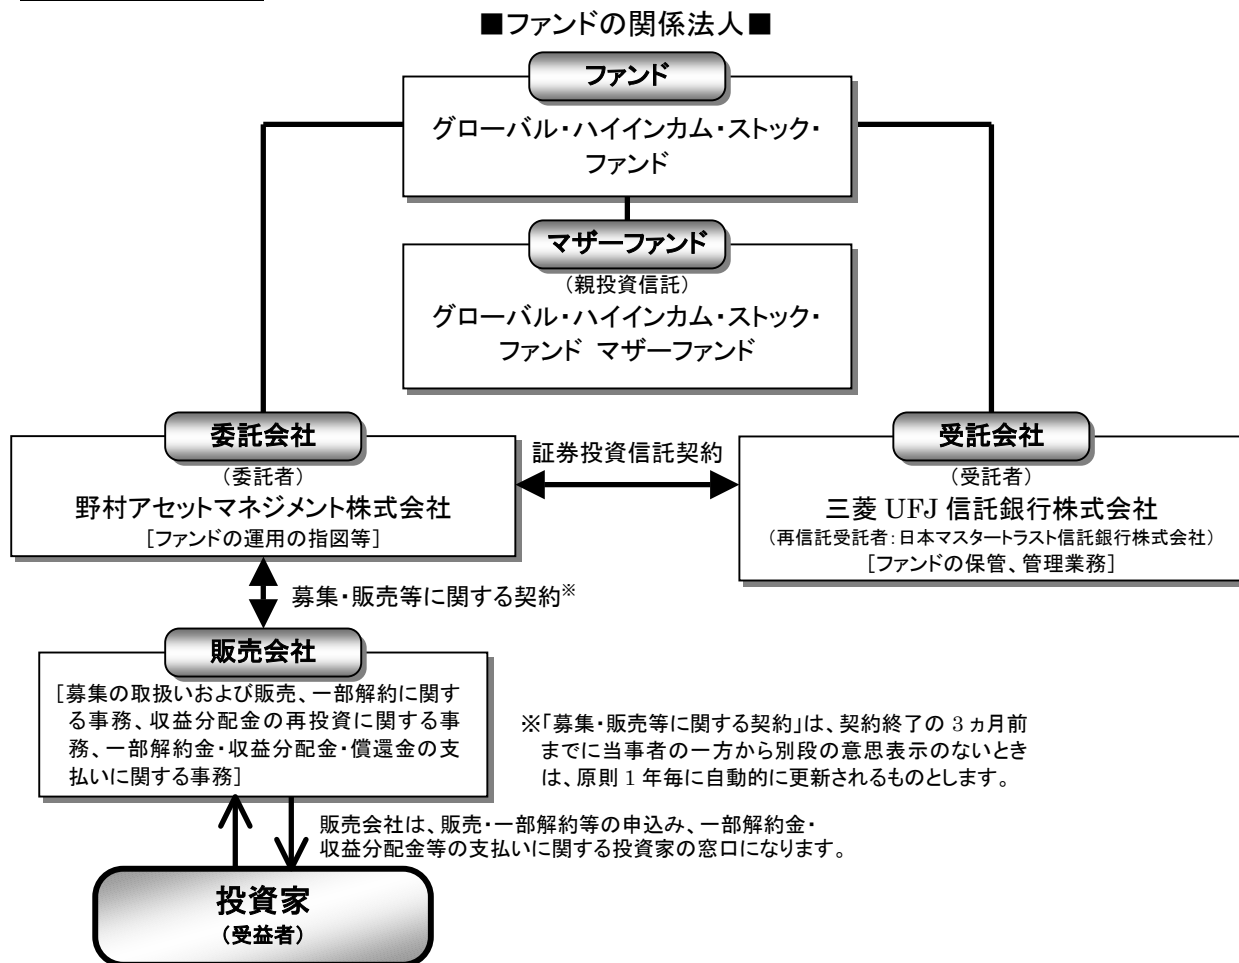 ■ファンドの関係法人■
ファンド
グローバル・ハイインカム・ストック・
ファンド
マザーファンド
（親投資信託）
グローバル・ハイインカム・ストック・
ファンド マザーファンド
委託会社
（委託者）
野村アセットマネジメント株式会社
［ファンドの運用の指図等］
証券投資信託契約
受託会社
（受託者）
三菱 UFJ 信託銀行株式会社
（再信託受託者：日本マスタートラスト信託銀行株式会社）
［ファンドの保管、管理業務］
募集・販売等に関する契約※
販売会社
［募集の取扱いおよび販売、一部解約に関す
る事務、収益分配金の再投資に関する事
務、一部解約金・収益分配金・償還金の支
払いに関する事務］
※「募集・販売等に関する契約」は、契約終了の 3 ヵ月前
までに当事者の一方から別段の意思表示のないとき
は、原則 1 年毎に自動的に更新されるものとします。
販売会社は、販売・一部解約等の申込み、一部解約金・
収益分配金等の支払いに関する投資家の窓口になります。
投資家
（受益者）